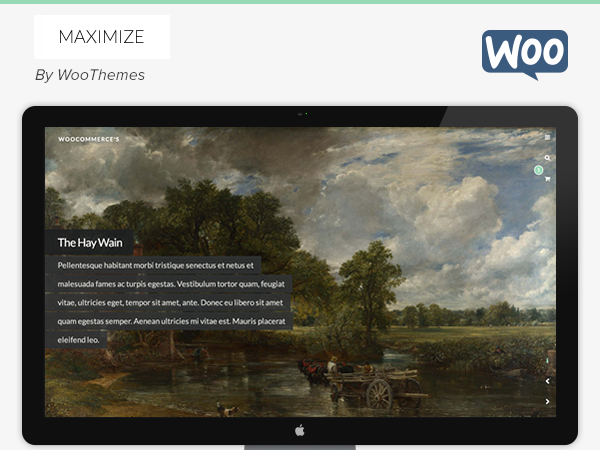 MAXIMIZE
By WooThemes
WOO
WOOCOMMERCE'S
1
The Hay Wain
Pellentesque habitant morbi tristique senectus et netus et
malesuada fames ac turpis egestas. Vestibulum tortor quam, feugiat
vitae, ultricies eget, tempor sit amet, ante. Donec eu libero sit amet
quam egestas semper. Aenean ultricies mi vitae est. Mauris placerat
eleifend leo.